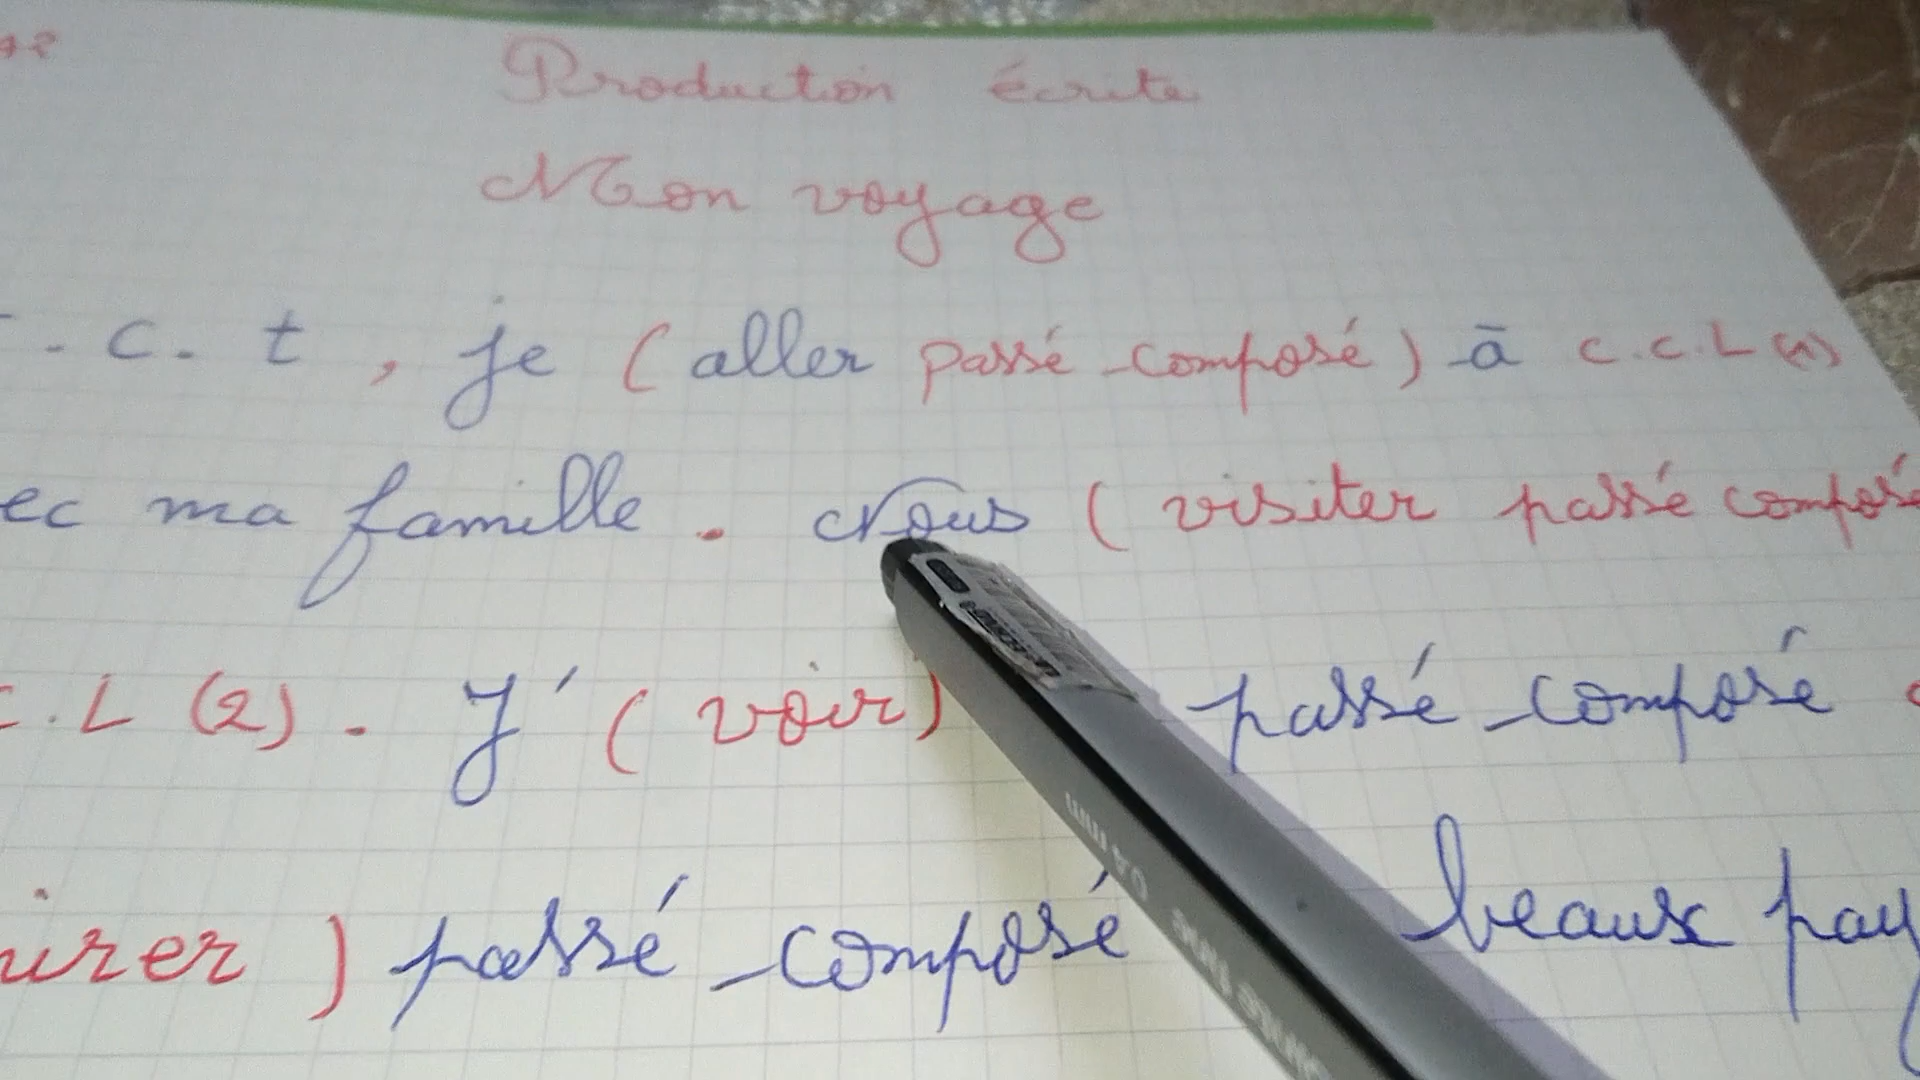 Production écrite
Mon voyage
. c. t, je (aller passé-composé) à c.c.L(1)
ec ma famille. Nous (visiter passé composé
c.L (2). J' (voir) passé-composé
irer) passé-composé beaux pay